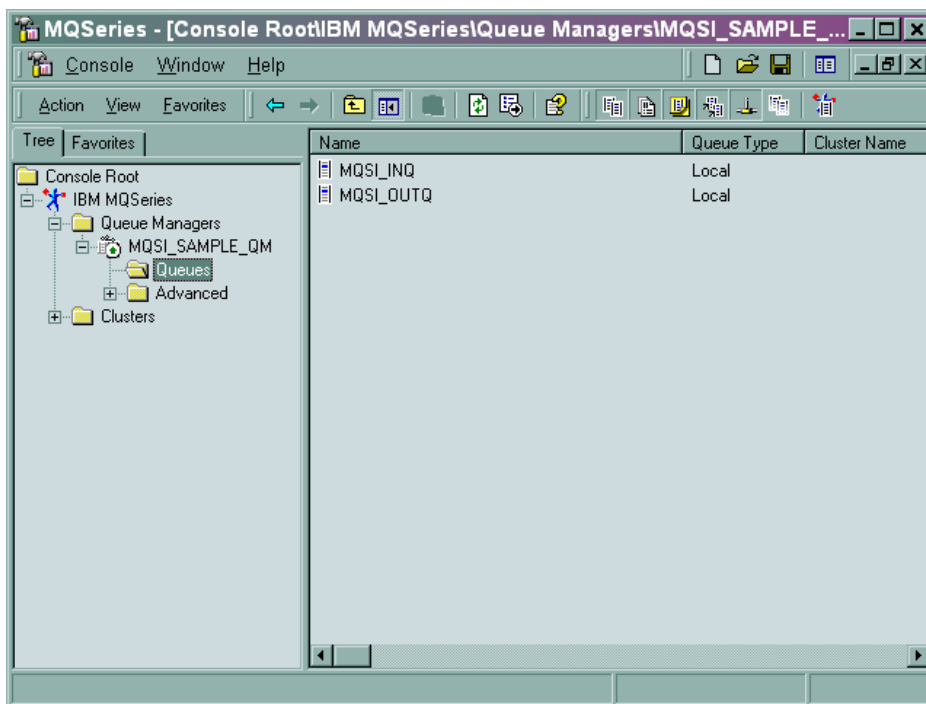 MQSeries - [Console Root\IBM MQSeries\Queue Managers\MQSI_SAMPLE_...
Console Window Help
Action View Favorites
Tree Favorites
Name Queue Type Cluster Name
Console Root
IBM MQSeries
Queue Managers
MQSI_SAMPLE_QM
Queues
Advanced
Clusters
MQSI_INQ Local
MQSI_OUTQ Local